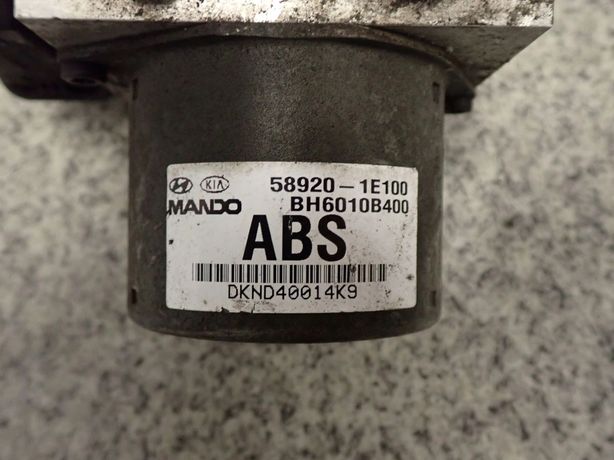 KIA 58920-1E100
MANDO BH6010B400
ABS
DKND40014K9